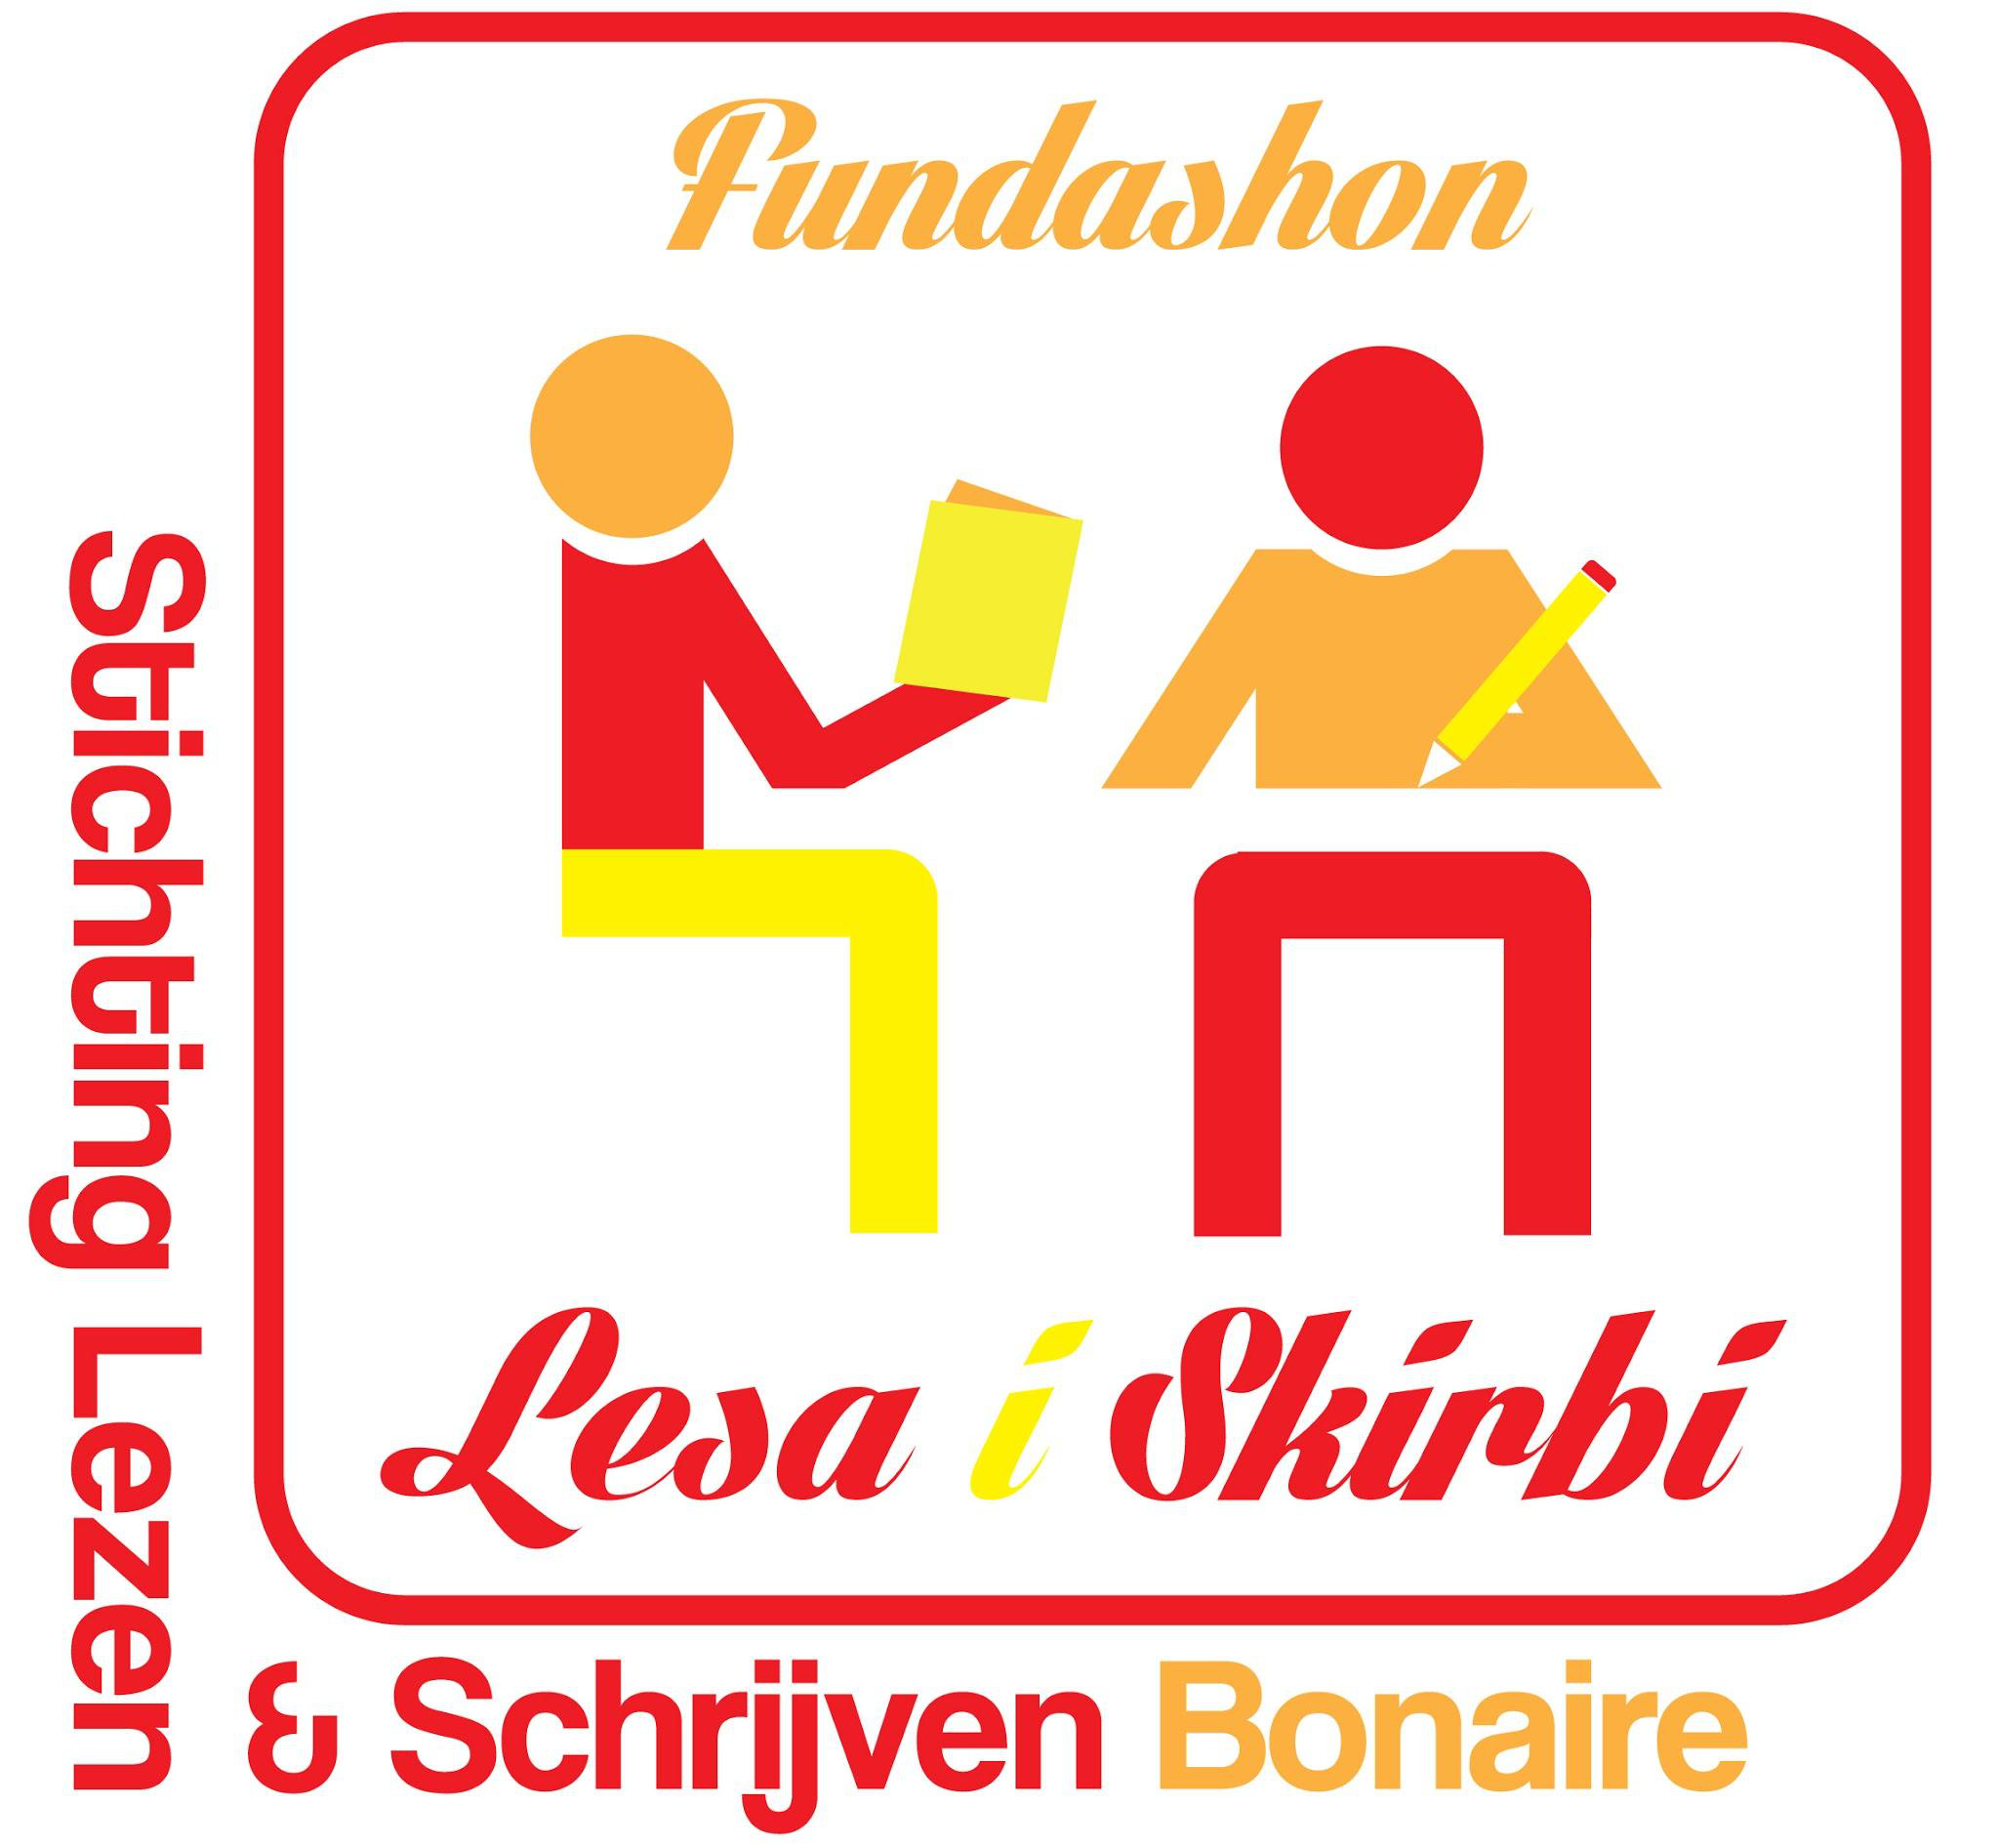 Fundashon
Lesa i Skirbi
Stichting Lezen
& Schrijven Bonaire